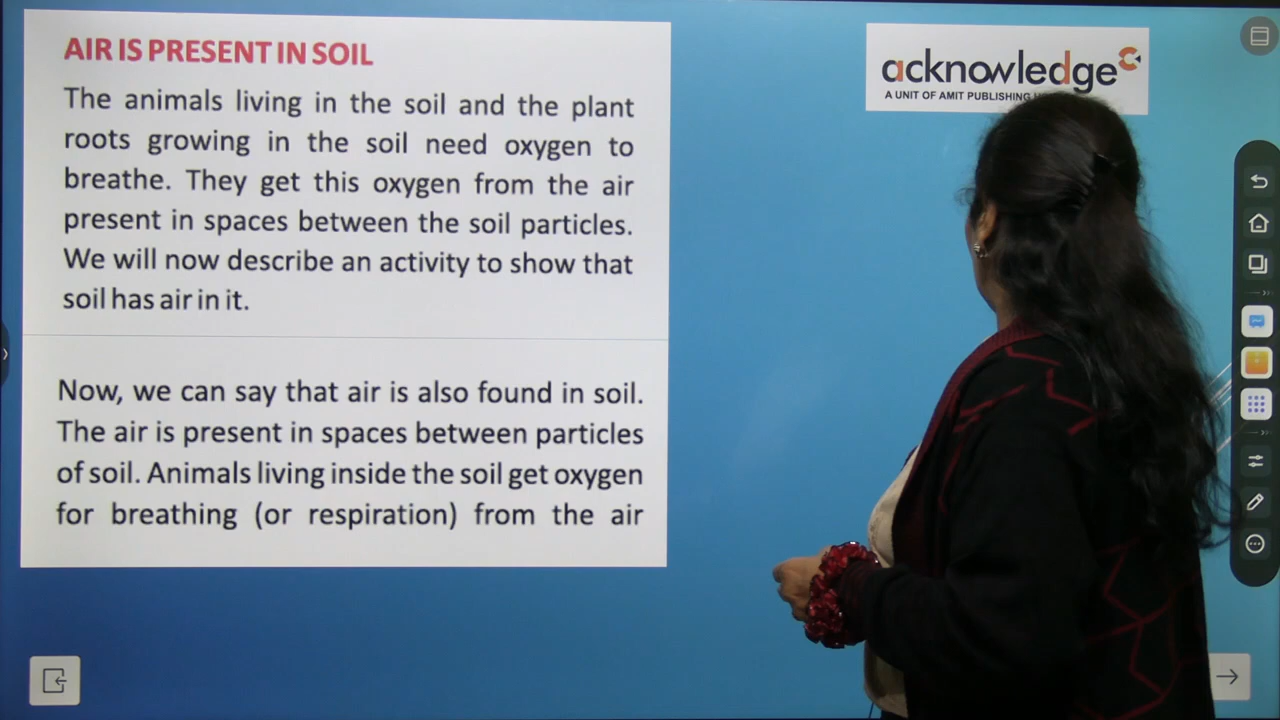 AIR IS PRESENT IN SOIL
The animals living in the soil and the plant
roots growing in the soil need oxygen to
breathe. They get this oxygen from the air
present in spaces between the soil particles.
We will now describe an activity to show that
soil has air in it.
Now, we can say that air is also found in soil.
The air is present in spaces between particles
of soil. Animals living inside the soil get oxygen
for breathing (or respiration) from the air
acknowledge
A UNIT OF AMIT PUBLISHING